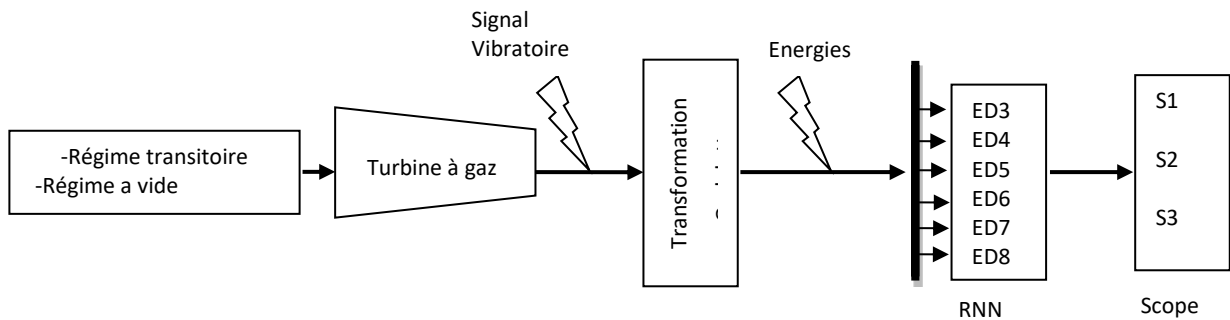 Signal
Vibratoire
Energies
-Régime transitoire
-Régime a vide
Turbine à gaz
Transformation
ED3
ED4
ED5
ED6
ED7
ED8
S1
S2
S3
RNN
Scope